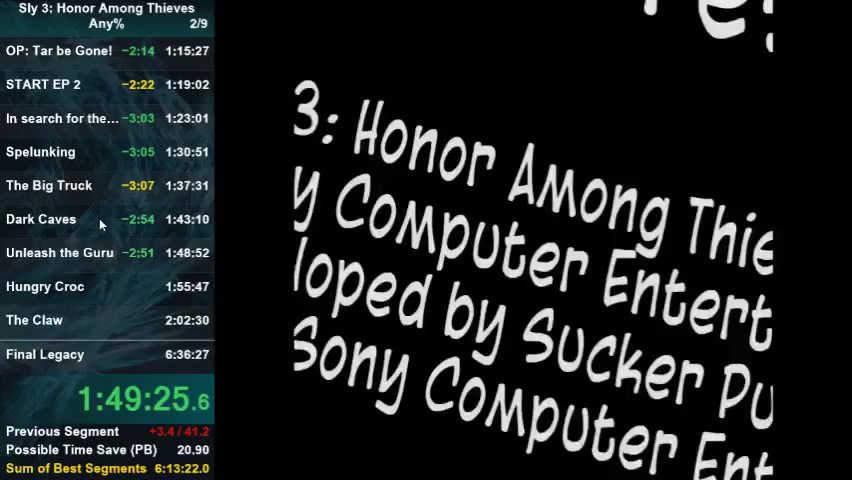 Sly 3: Honor Among Thieves
Any% 2/9
OP: Tar be Gone! −2:14 1:15:27
START EP 2 −2:22 1:19:02
In search for the... −3:03 1:23:01
Spelunking −3:05 1:30:51
The Big Truck −3:07 1:37:31
Dark Caves −2:54 1:43:10
Unleash the Guru −2:51 1:48:52
Hungry Croc 1:55:47
The Claw 2:02:30
Final Legacy 6:36:27
1:49:25.6
Previous Segment +3.4 / 41.2
Possible Time Save (PB) 20.90
Sum of Best Segments 6:13:22.0
3: Honor Among Thie
y Computer Entert
loped by Sucker Pu
Sony Computer Ent